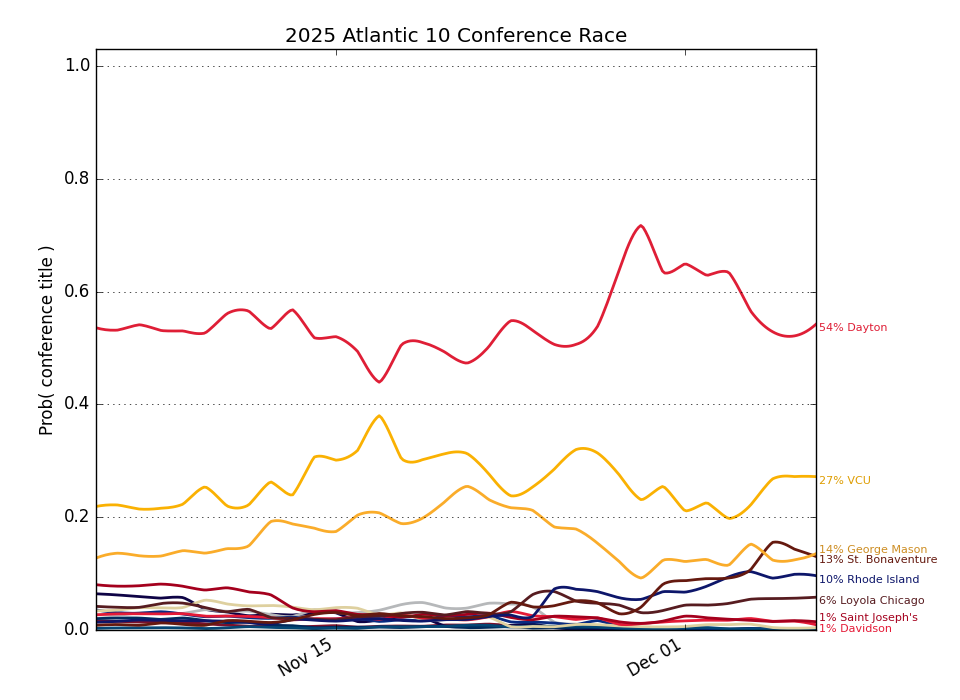 2025 Atlantic 10 Conference Race
Prob( conference title )
1.0
0.8
0.6
0.4
0.2
0.0
Nov 15
Dec 01
54% Dayton
27% VCU
14% George Mason
13% St. Bonaventure
10% Rhode Island
6% Loyola Chicago
1% Saint Joseph's
1% Davidson